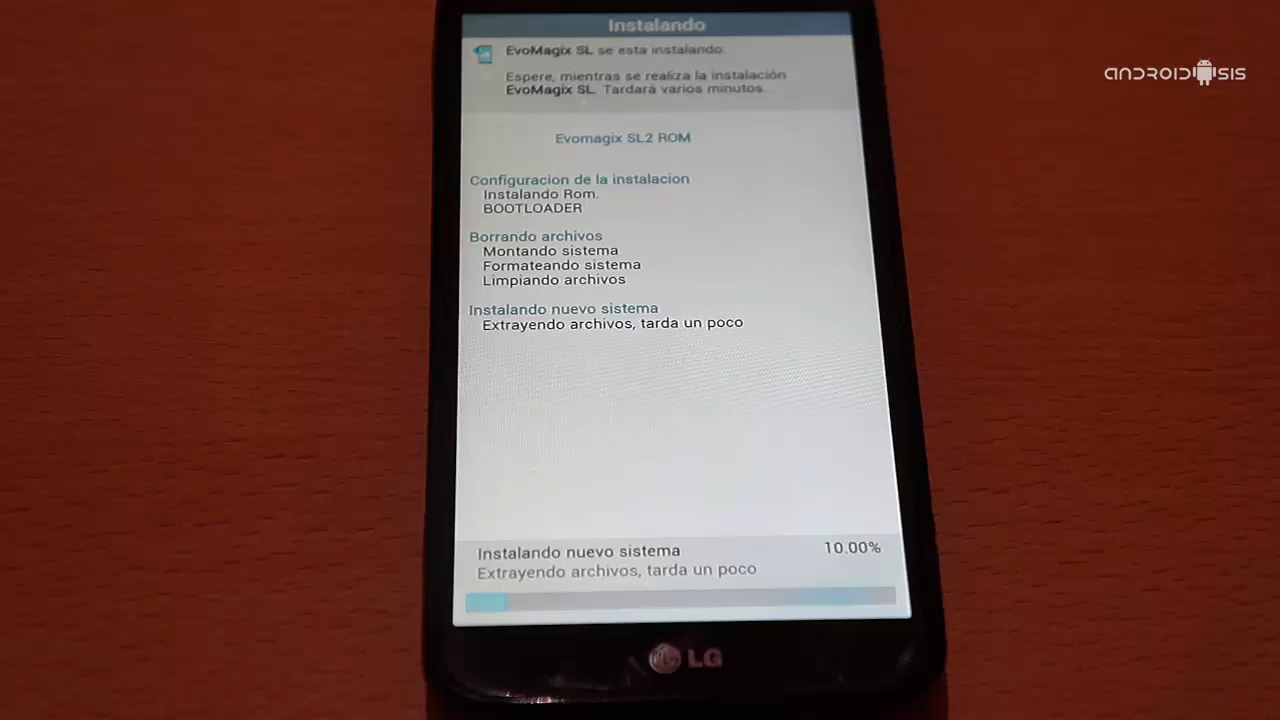 Instalando
EvoMagix SL se esta instalando.
Espere, mientras se realiza la instalación
EvoMagix SL. Tardará varios minutos.
ANDROIDSIS
Evomagix SL2 ROM
Configuracion de la instalacion
Instalando Rom.
BOOTLOADER
Borrando archivos
Montando sistema
Formateando sistema
Limpiando archivos
Instalando nuevo sistema
Extrayendo archivos, tarda un poco
Instalando nuevo sistema
10.00%
Extrayendo archivos, tarda un poco
LG